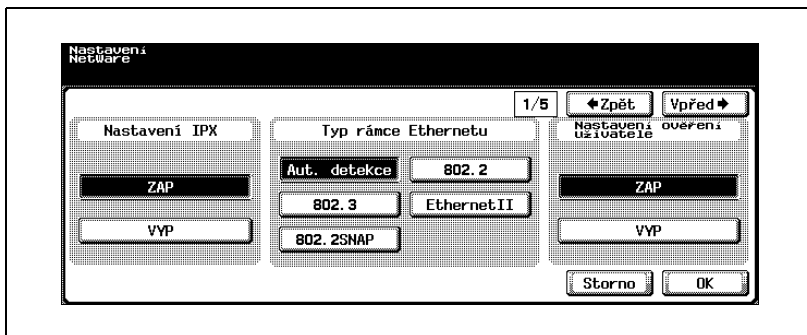 Nastavení
NetWare
1/5
Zpět
Vpřed
Nastavení IPX
ZAP
VYP
Typ rámce Ethernetu
Aut. detekce
802.2
802.3
EthernetII
802.2SNAP
Nastavení ověření
uživatele
ZAP
VYP
Storno
OK